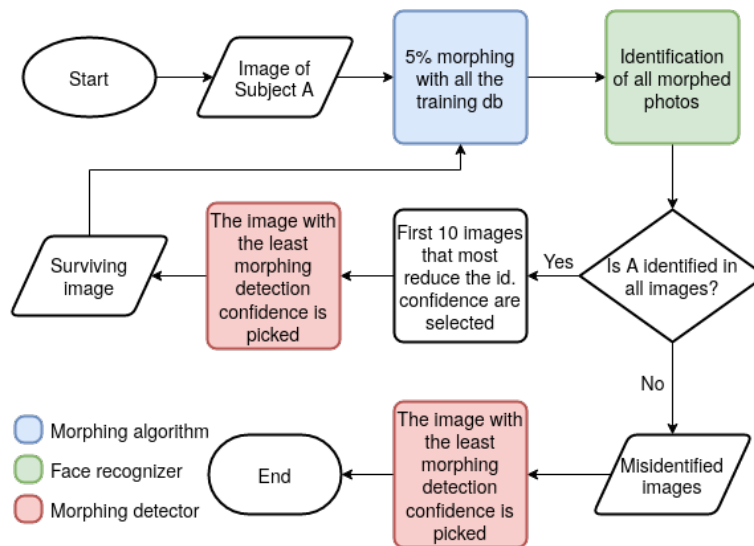 Start
Image of
Subject A
5% morphing
with all the
training db
Identification
of all morphed
photos
Is A identified in
all images?
Yes
First 10 images
that most
reduce the id.
confidence are
selected
The image with
the least
morphing
detection
confidence is
picked
Surviving
image
No
Misidentified
images
The image with
the least
morphing
detection
confidence is
picked
End
Morphing algorithm
Face recognizer
Morphing detector